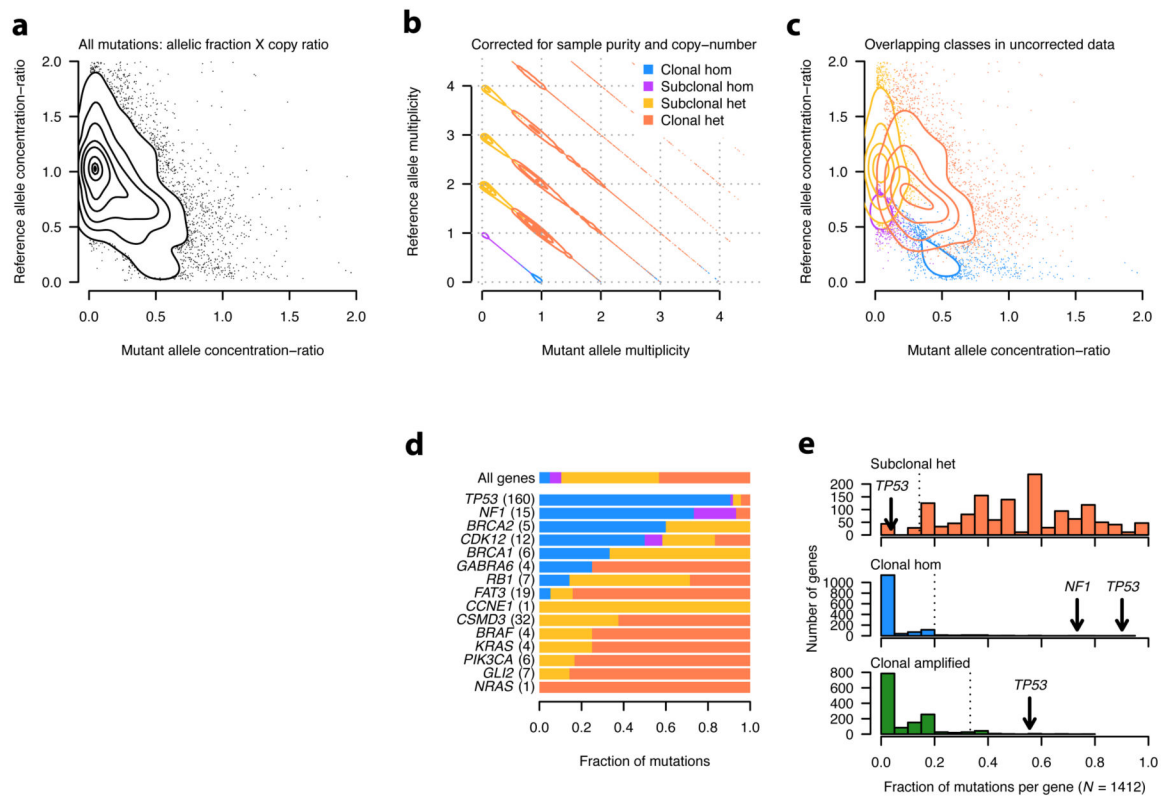 a
All mutations: allelic fraction X copy ratio
Reference allele concentration−ratio
2.0
1.5
1.0
0.5
0.0
0.0 0.5 1.0 1.5 2.0
Mutant allele concentration−ratio
b
Corrected for sample purity and copy−number
Clonal hom
Subclonal hom
Subclonal het
Clonal het
Reference allele multiplicity
4
3
2
1
0
0 1 2 3 4
Mutant allele multiplicity
c
Overlapping classes in uncorrected data
Reference allele concentration−ratio
2.0
1.5
1.0
0.5
0.0
0.0 0.5 1.0 1.5 2.0
Mutant allele concentration−ratio
d
All genes
TP53 (160)
NF1 (15)
BRCA2 (5)
CDK12 (12)
BRCA1 (6)
GABRA6 (4)
RB1 (7)
FAT3 (19)
CCNE1 (1)
CSMD3 (32)
BRAF (4)
KRAS (4)
PIK3CA (6)
GLI2 (7)
NRAS (1)
0.0 0.2 0.4 0.6 0.8 1.0
Fraction of mutations
e
Number of genes
Subclonal het
200
150
100
50
0
TP53
Clonal hom
1000
800
600
400
200
0
NF1 TP53
Clonal amplified
800
600
400
200
0
TP53
0.0 0.2 0.4 0.6 0.8 1.0
Fraction of mutations per gene (N = 1412)